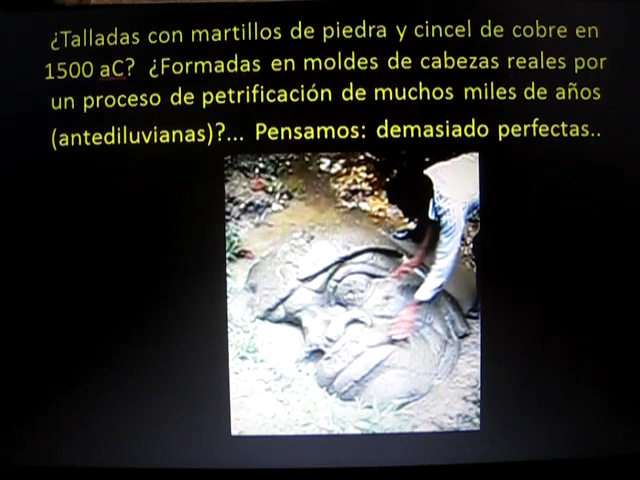 ¿Talladas con martillos de piedra y cincel de cobre en
1500 aC? ¿Formadas en moldes de cabezas reales por
un proceso de petrificación de muchos miles de años
(antediluvianas)?... Pensamos: demasiado perfectas..